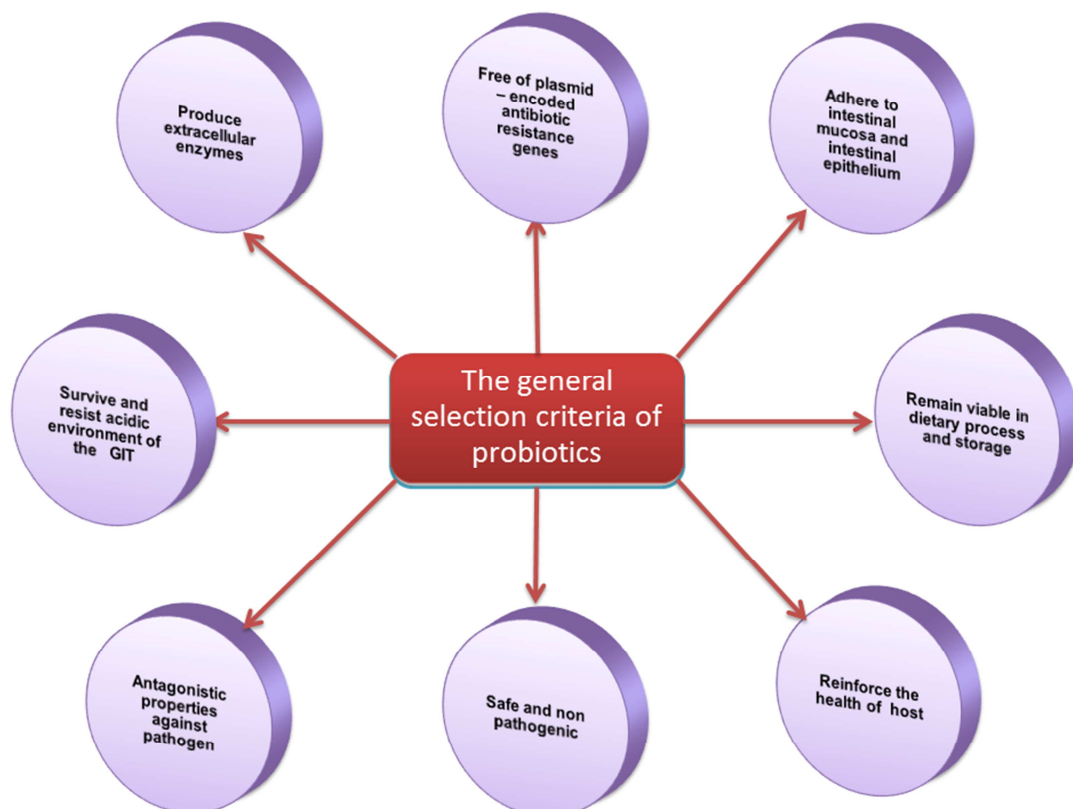 Produce
extracellular
enzymes
Free of plasmid
– encoded
antibiotic
resistance
genes
Adhere to
intestinal
mucosa and
intestinal
epithelium
Survive and
resist acidic
environment of
the GIT
The general
selection criteria of
probiotics
Remain viable in
dietary process
and storage
Antagonistic
properties
against
pathogen
Safe and non
pathogenic
Reinforce the
health of host